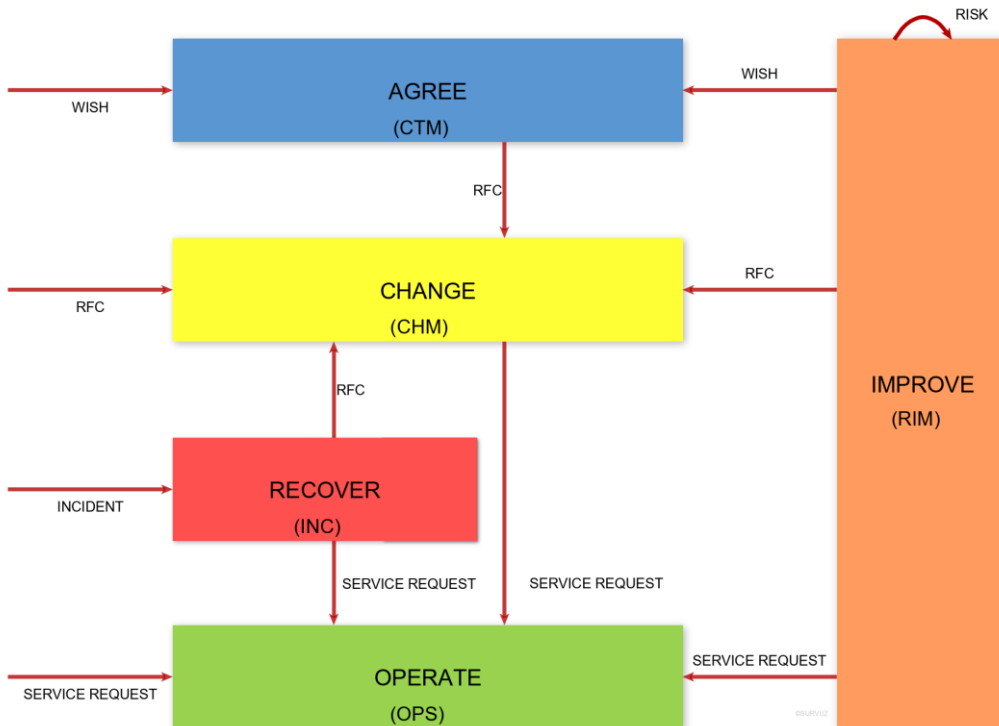 RISK
AGREE
(CTM)
WISH
WISH
RFC
CHANGE
(CHM)
RFC
RFC
RFC
IMPROVE
(RIM)
RECOVER
(INC)
INCIDENT
SERVICE REQUEST
SERVICE REQUEST
OPERATE
(OPS)
SERVICE REQUEST
SERVICE REQUEST
©SURVUZ